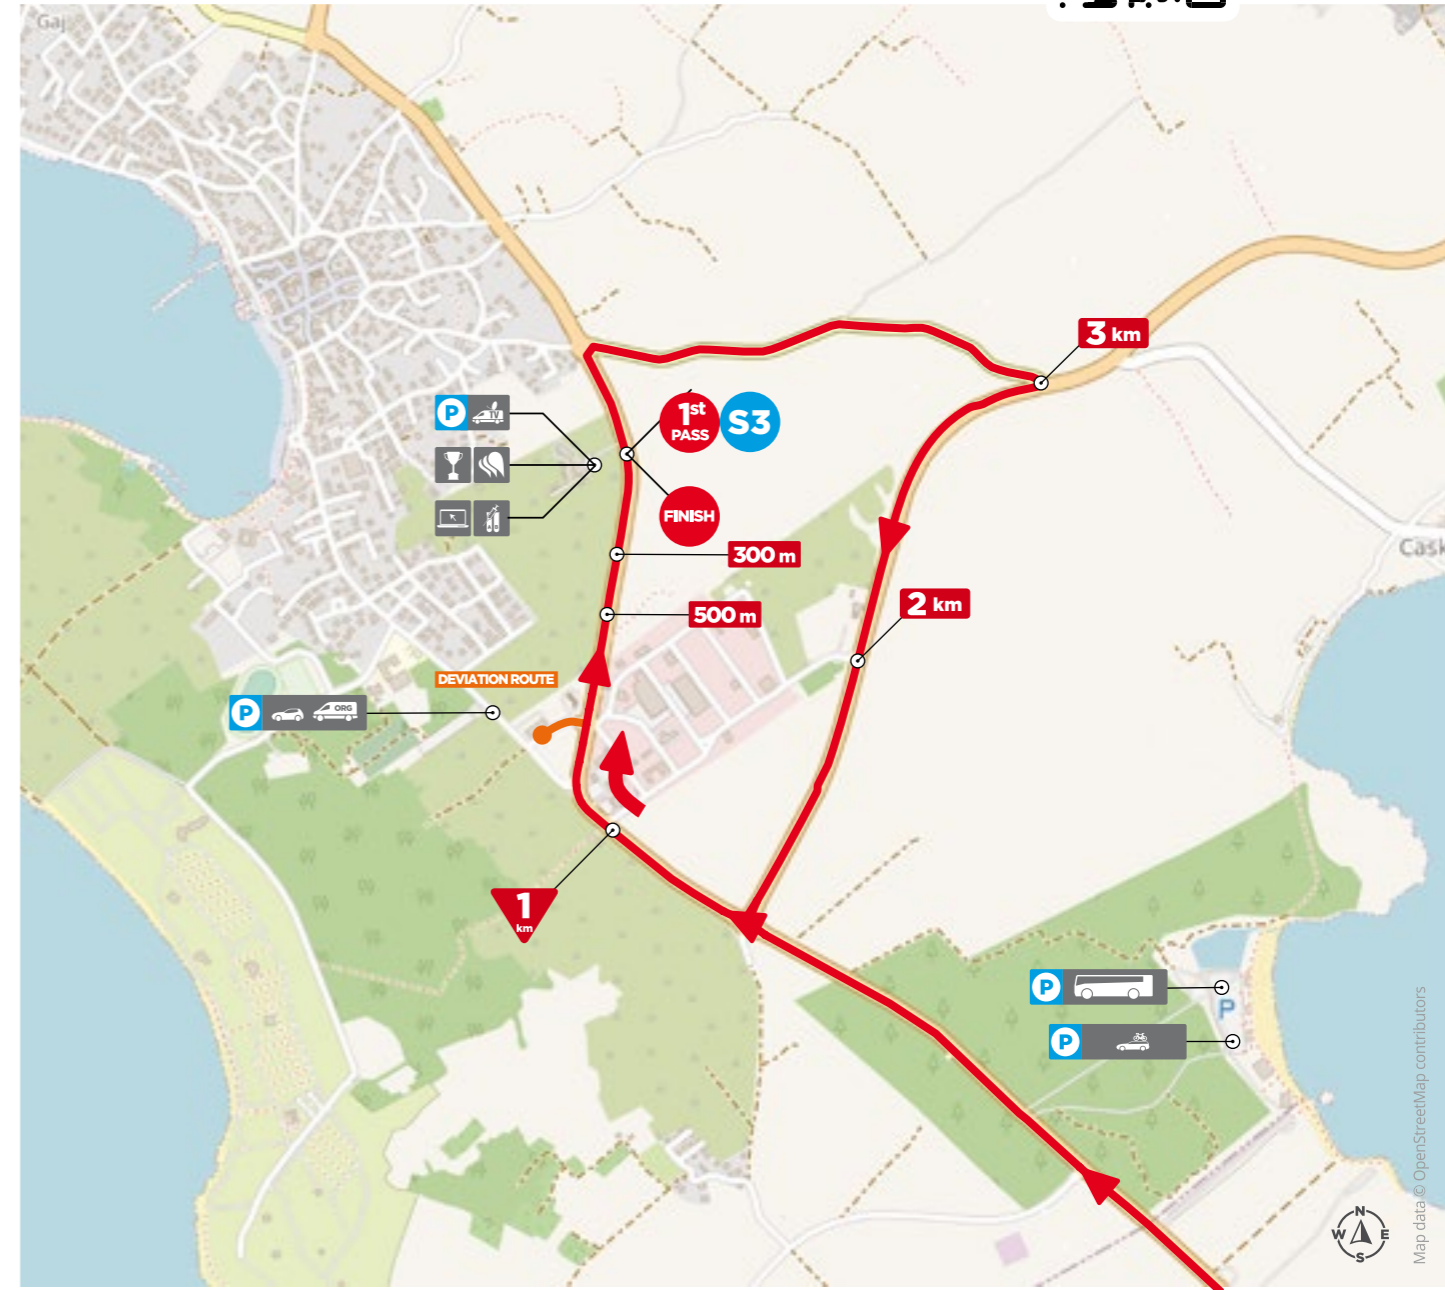 Gaj
3 km
P TV
1st
PASS
S3
FINISH
300 m
500 m
2 km
DEVIATION ROUTE
P ORG
1
km
P
P
P
N
W E
S
Map data © OpenStreetMap contributors